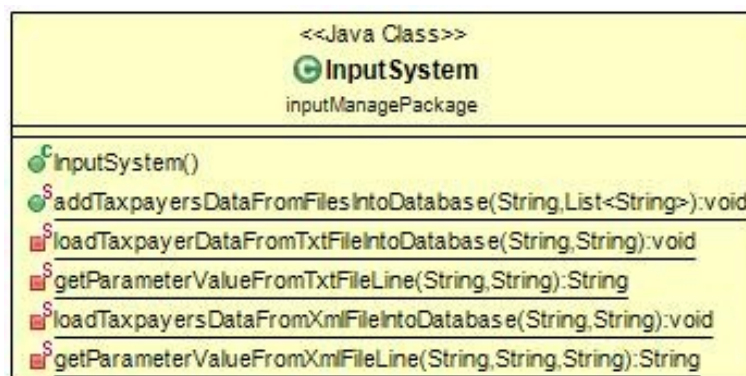 <<Java Class>>
C InputSystem
inputManagePackage
C InputSystem()
S addTaxpayersDataFromFilesIntoDatabase(String,List<String>):void
S loadTaxpayerDataFromTxtFileIntoDatabase(String,String):void
S getParameterValueFromTxtFileLine(String,String):String
S loadTaxpayersDataFromXmlFileIntoDatabase(String,String):void
S getParameterValueFromXmlFileLine(String,String,String):String